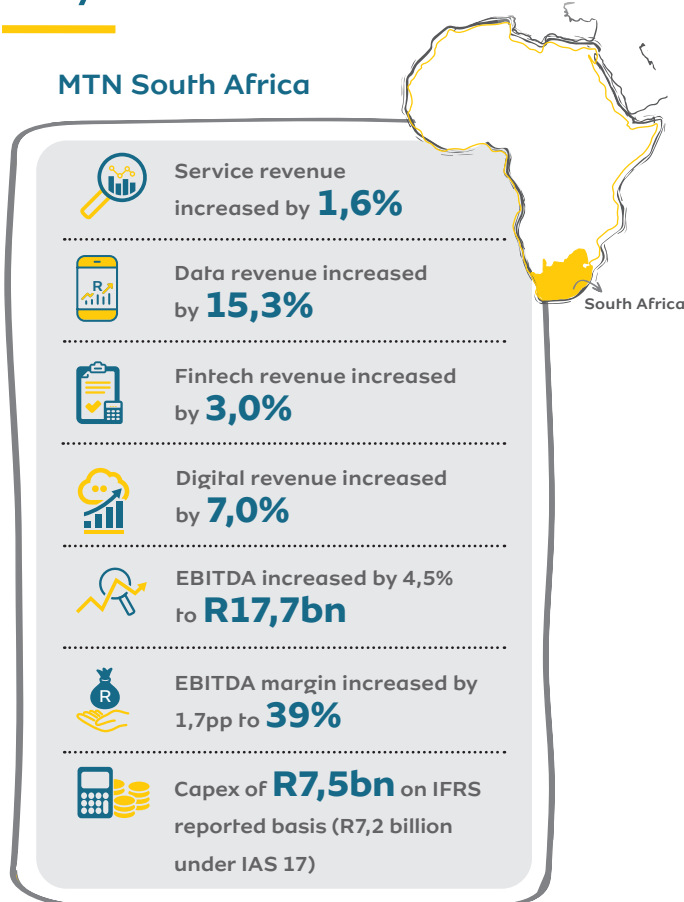 MTN South Africa
Service revenue
increased by 1,6%
Data revenue increased
by 15,3%
Fintech revenue increased
by 3,0%
Digital revenue increased
by 7,0%
EBITDA increased by 4,5%
to R17,7bn
EBITDA margin increased by
1,7pp to 39%
Capex of R7,5bn on IFRS
reported basis (R7,2 billion
under IAS 17)
South Africa
R
R